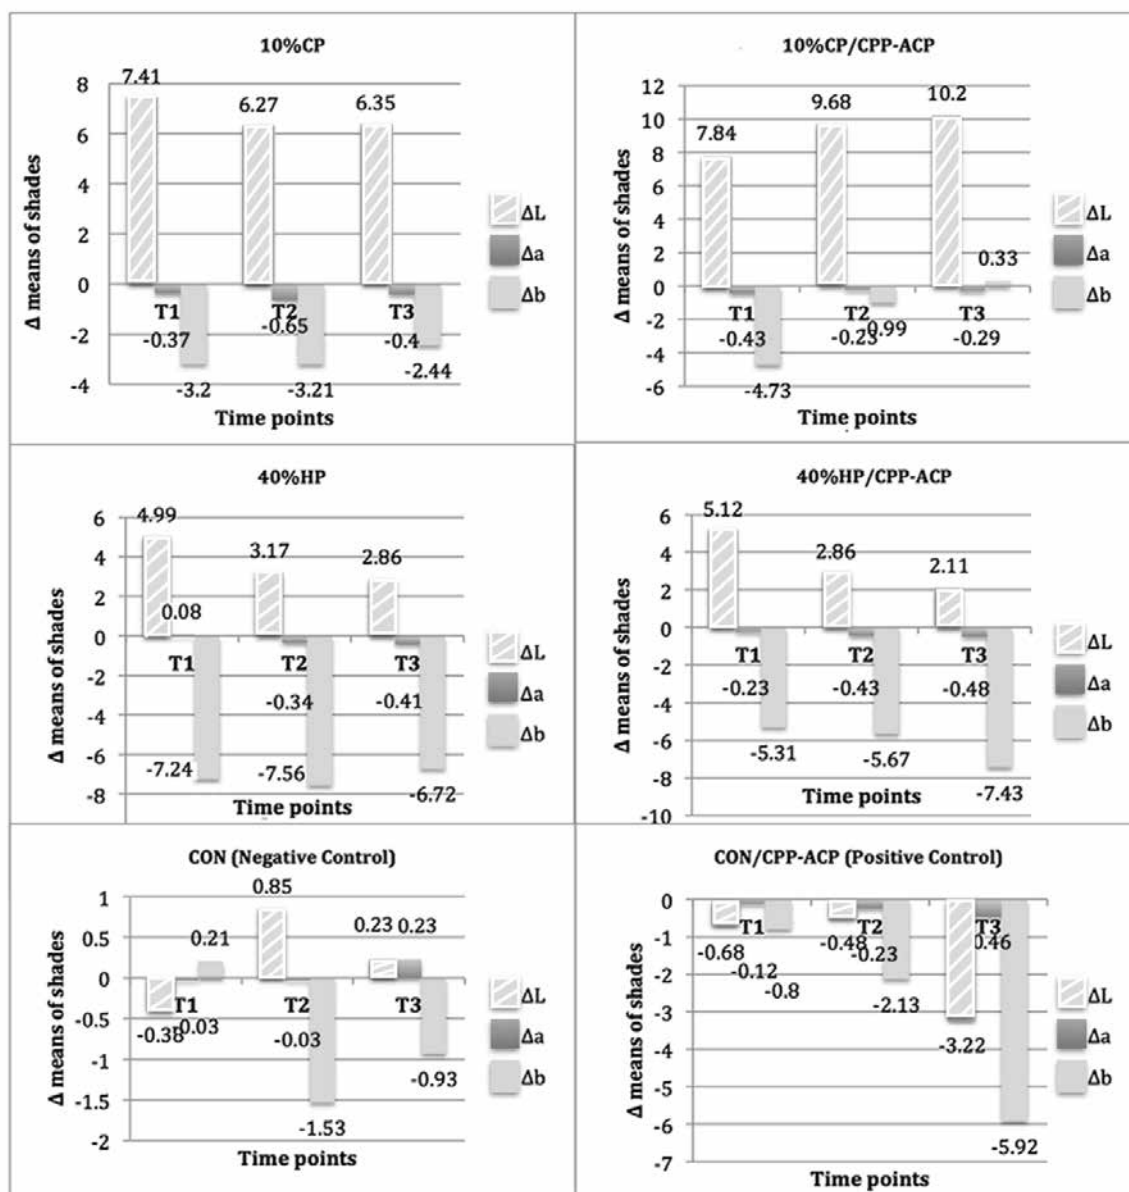 10%CP
8
6
4
2
0
-2
-4
Δ means of shades
7.41
6.27
6.35
T1
T2
T3
-0.37
-0.65
-0.4
-3.2
-3.21
-2.44
Time points
ΔL
Δa
Δb
10%CP/CPP-ACP
12
10
8
6
4
2
0
-2
-4
-6
Δ means of shades
7.84
9.68
10.2
0.33
T1
T2
T3
-0.43
-0.23
-0.99
-0.29
-4.73
Time points
ΔL
Δa
Δb
40%HP
6
4
2
0
-2
-4
-6
-8
Δ means of shades
4.99
3.17
2.86
0.08
T1
T2
T3
-0.34
-0.41
-7.24
-7.56
-6.72
Time points
ΔL
Δa
Δb
40%HP/CPP-ACP
6
4
2
0
-2
-4
-6
-8
-10
Δ means of shades
5.12
2.86
2.11
T1
T2
T3
-0.23
-0.43
-0.48
-5.31
-5.67
-7.43
Time points
ΔL
Δa
Δb
CON (Negative Control)
1
0.5
0
-0.5
-1
-1.5
-2
Δ means of shades
0.85
0.21
0.23 0.23
T1
T2
T3
-0.38
-0.03
-0.03
-0.93
-1.53
Time points
ΔL
Δa
Δb
CON/CPP-ACP (Positive Control)
0
-1
-2
-3
-4
-5
-6
-7
Δ means of shades
T1
T2
T3
-0.68
-0.48
0.46
-0.12
-0.23
-0.8
-2.13
-3.22
-5.92
Time points
ΔL
Δa
Δb